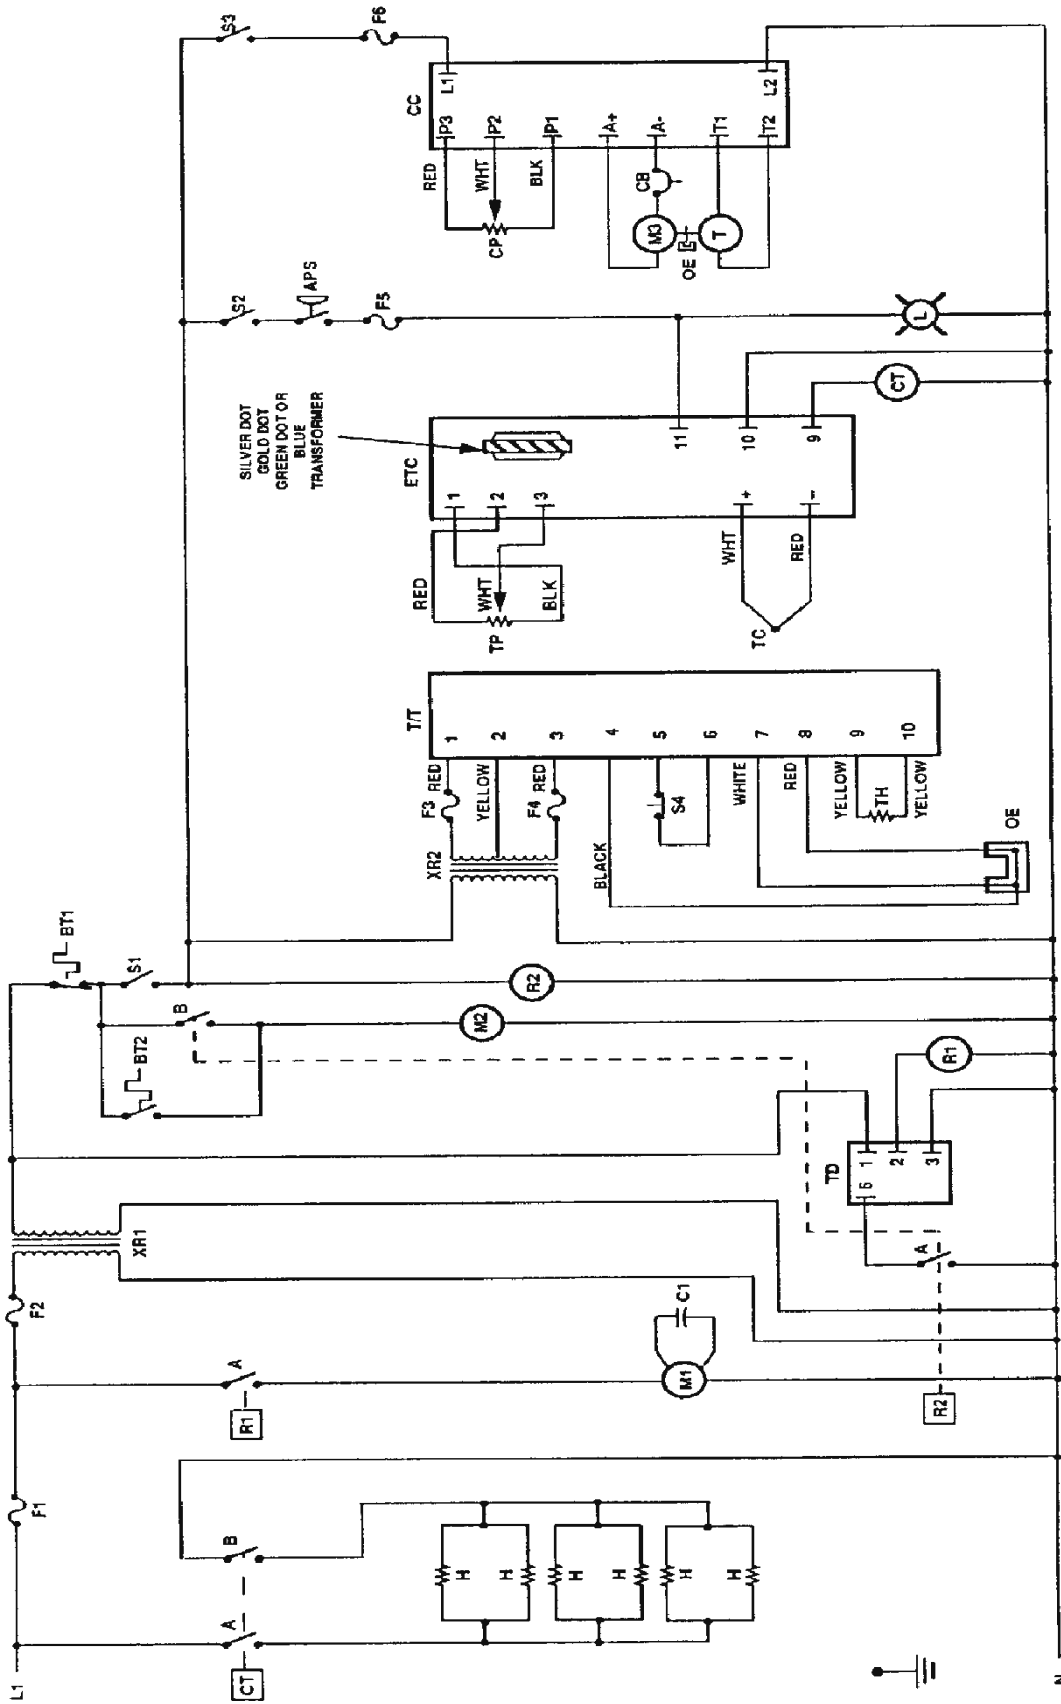 L1
CT
A
B
H
H
H
H
H
H
F1
R1
A
M1
C1
F2
XR1
R2
A
TD
6
1
2
3
R1
BT2
B
M2
BT1
S1
R2
XR2
F3
RED
YELLOW
F4
RED
BLACK
S4
WHITE
RED
YELLOW
TH
YELLOW
OE
T/T
1
2
3
4
5
6
7
8
9
10
SILVER DOT
GOLD DOT
GREEN DOT OR
BLUE
TRANSFORMER
TP
RED
WHT
BLK
ETC
1
2
3
+
−
11
10
9
TC
WHT
RED
CT
S2
APS
F5
L
CP
RED
WHT
BLK
CC
P3
P2
P1
A+
A-
T1
T2
L1
L2
M3
CB
OE
T
S3
F6
N